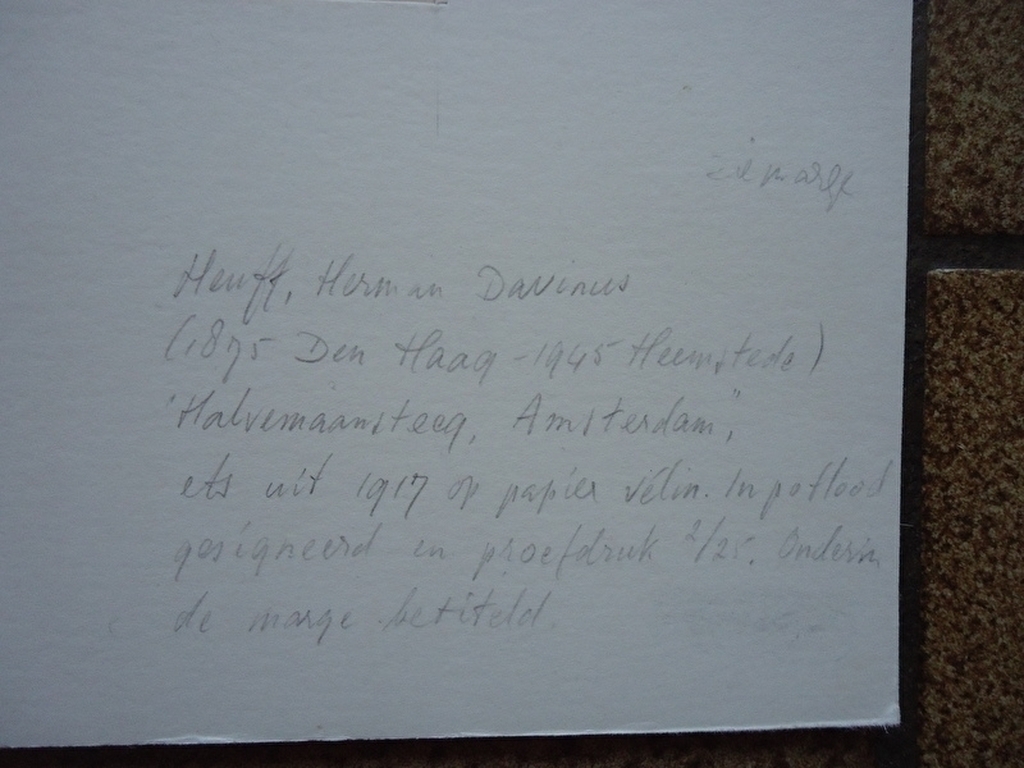 zie marge
Heuff, Herman Davinus
(1875 Den Haag - 1945 Heemstede)
"Halvemaansteeg, Amsterdam",
ets uit 1917 op papier vélin. In potlood
gesigneerd en proefdruk 2/25. Onderin
de marge betiteld.